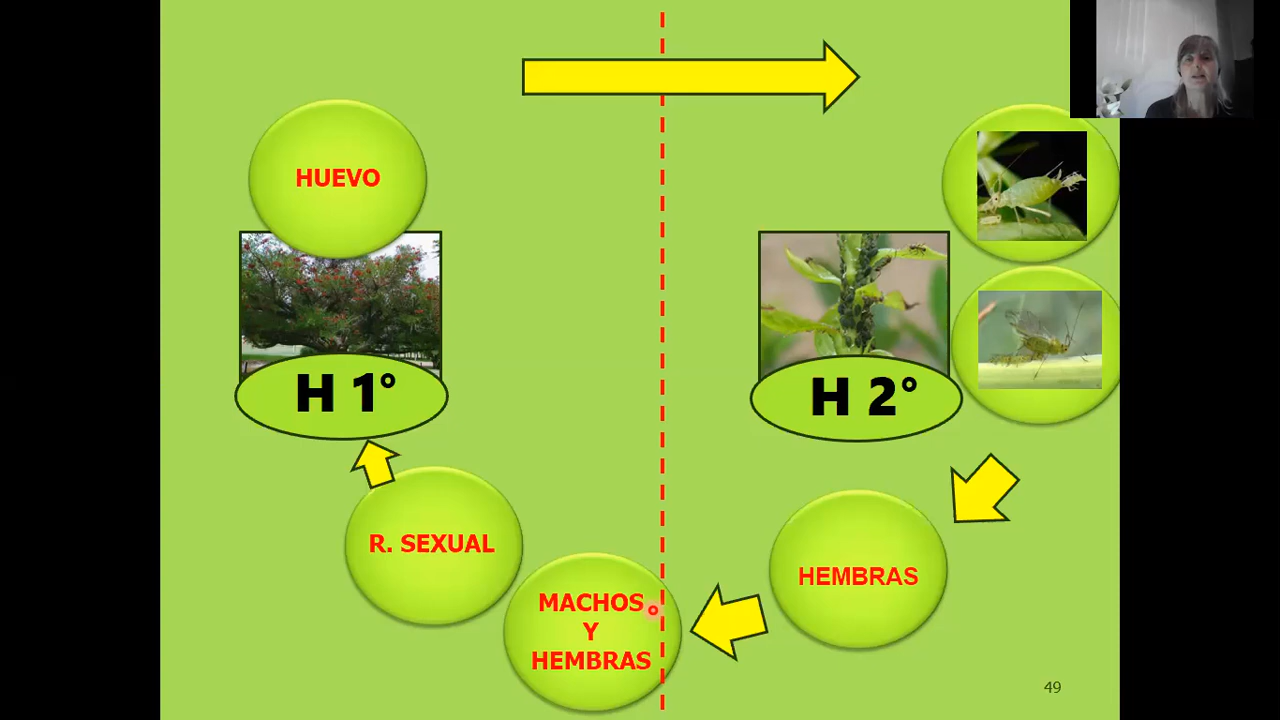 HUEVO
H 1°
H 2°
R. SEXUAL
HEMBRAS
MACHOS
Y
HEMBRAS
49